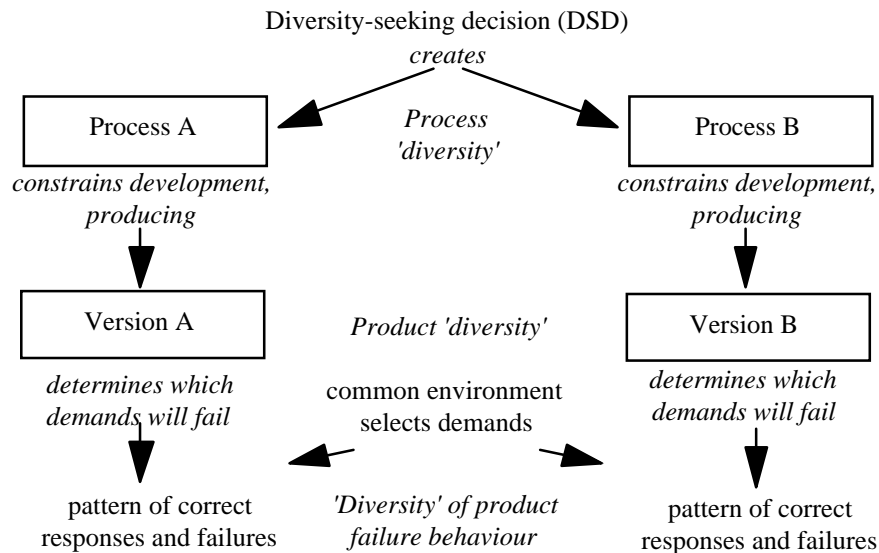 Diversity-seeking decision (DSD)
creates
Process A
Process
'diversity'
Process B
constrains development,
producing
constrains development,
producing
Version A
Product 'diversity'
Version B
determines which
demands will fail
common environment
selects demands
determines which
demands will fail
pattern of correct
responses and failures
'Diversity' of product
failure behaviour
pattern of correct
responses and failures